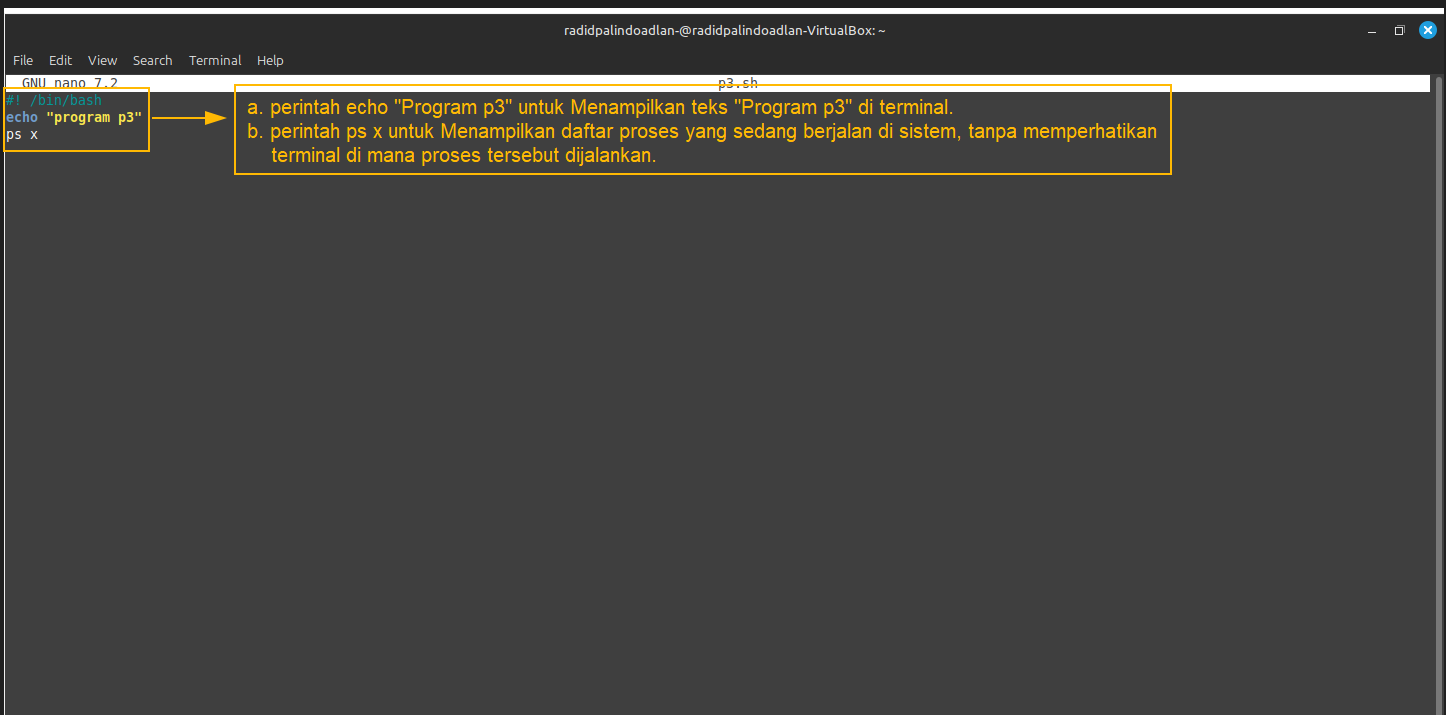 radidpalindoadlan-@radidpalindoadlan-VirtualBox: ~
File Edit View Search Terminal Help
GNU nano 7.2 p3.sh
#! /bin/bash
echo "program p3"
ps x
a. perintah echo "Program p3" untuk Menampilkan teks "Program p3" di terminal.
b. perintah ps x untuk Menampilkan daftar proses yang sedang berjalan di sistem, tanpa memperhatikan
terminal di mana proses tersebut dijalankan.